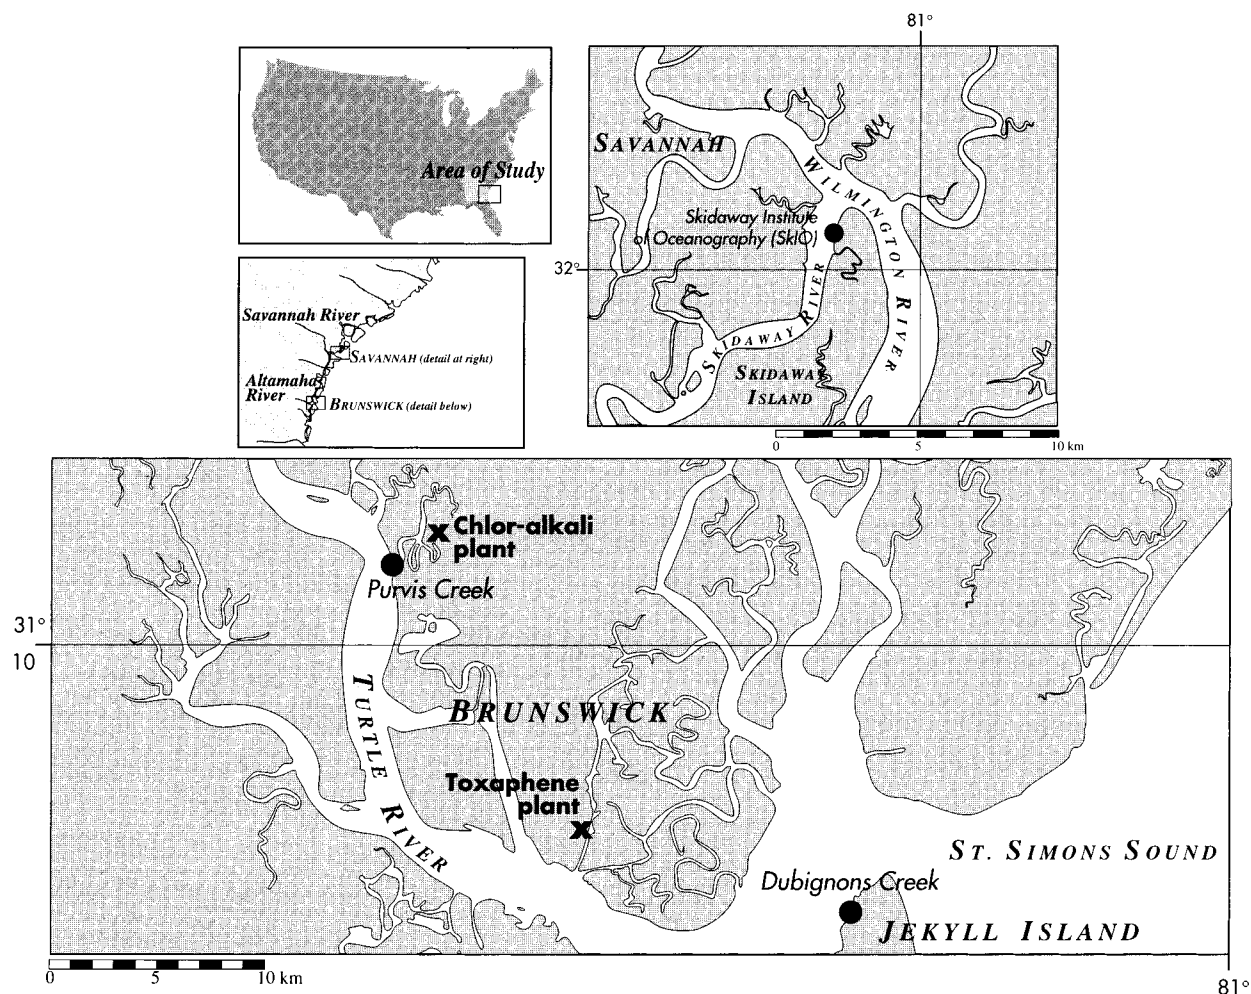 Area of Study
Savannah River
SAVANNAH (detail at right)
Altamaha
River
BRUNSWICK (detail below)
81°
SAVANNAH
WILMINGTON RIVER
Skidaway Institute
of Oceanography (SkIO)
32°
SKIDAWAY RIVER
SKIDAWAY
ISLAND
0 5 10 km
Chlor-alkali
plant
Purvis Creek
31°
10
TURTLE RIVER
BRUNSWICK
Toxaphene
plant
ST. SIMONS SOUND
Dubignons Creek
JEKYLL ISLAND
0 10 km
81°